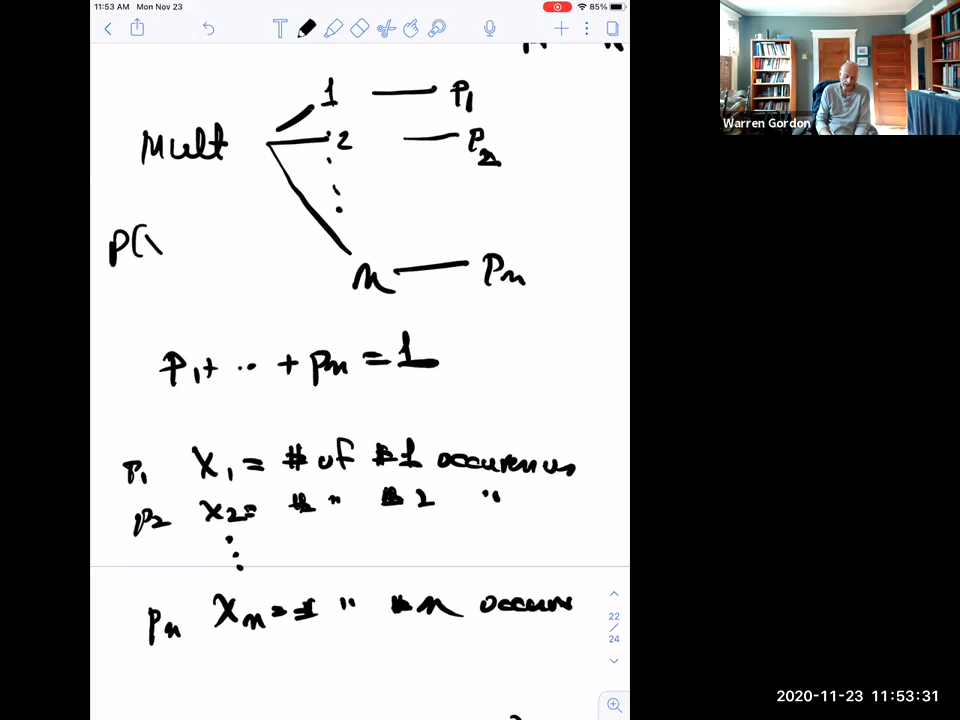 11:53 AM Mon Nov 23
85%
1 — P1
Mult 2 — P2
P(
n — Pn
P1 + .. + Pn = 1
P1 X1 = # of #1 occurences
P2 X2 = # " # 2 "
Pn Xn = # " # n occurs
22
/
24
Warren Gordon
2020-11-23 11:53:31